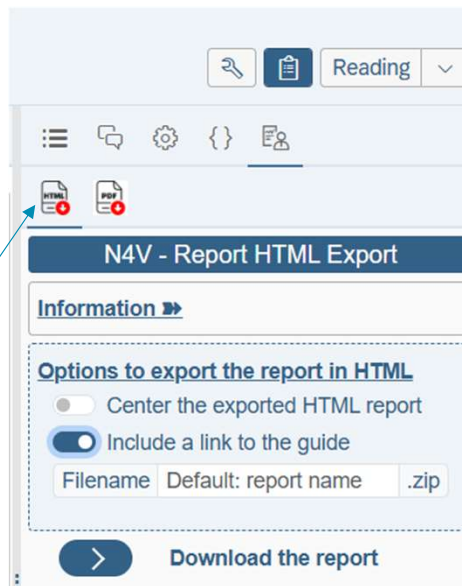 Reading
HTML PDF
N4V - Report HTML Export
Information
Options to export the report in HTML
Center the exported HTML report
Include a link to the guide
Filename Default: report name .zip
Download the report